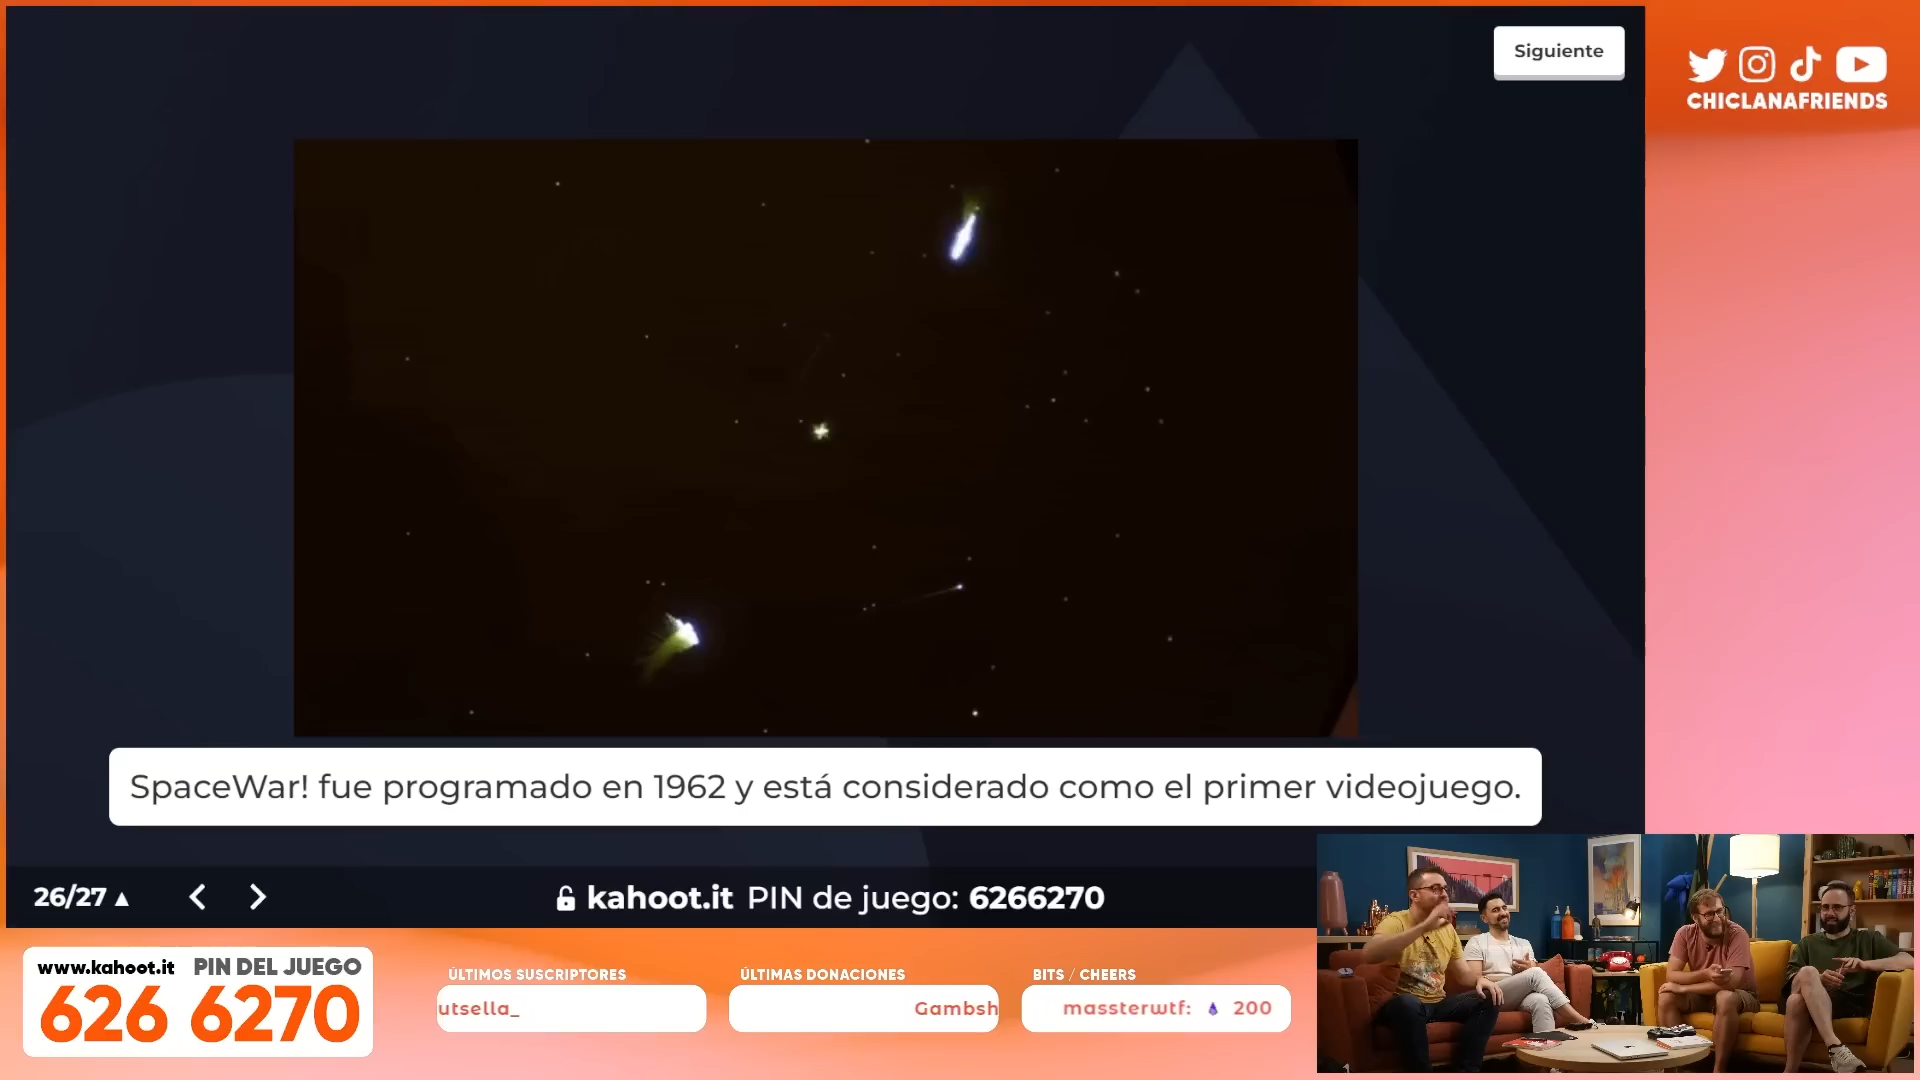 Siguiente
CHICLANAFRIENDS
SpaceWar! fue programado en 1962 y está considerado como el primer videojuego.
26/27
kahoot.it PIN de juego: 6266270
www.kahoot.it PIN DEL JUEGO
626 6270
ÚLTIMOS SUSCRIPTORES
utsella_
ÚLTIMAS DONACIONES
Gambsh
BITS / CHEERS
massterwtf: 200